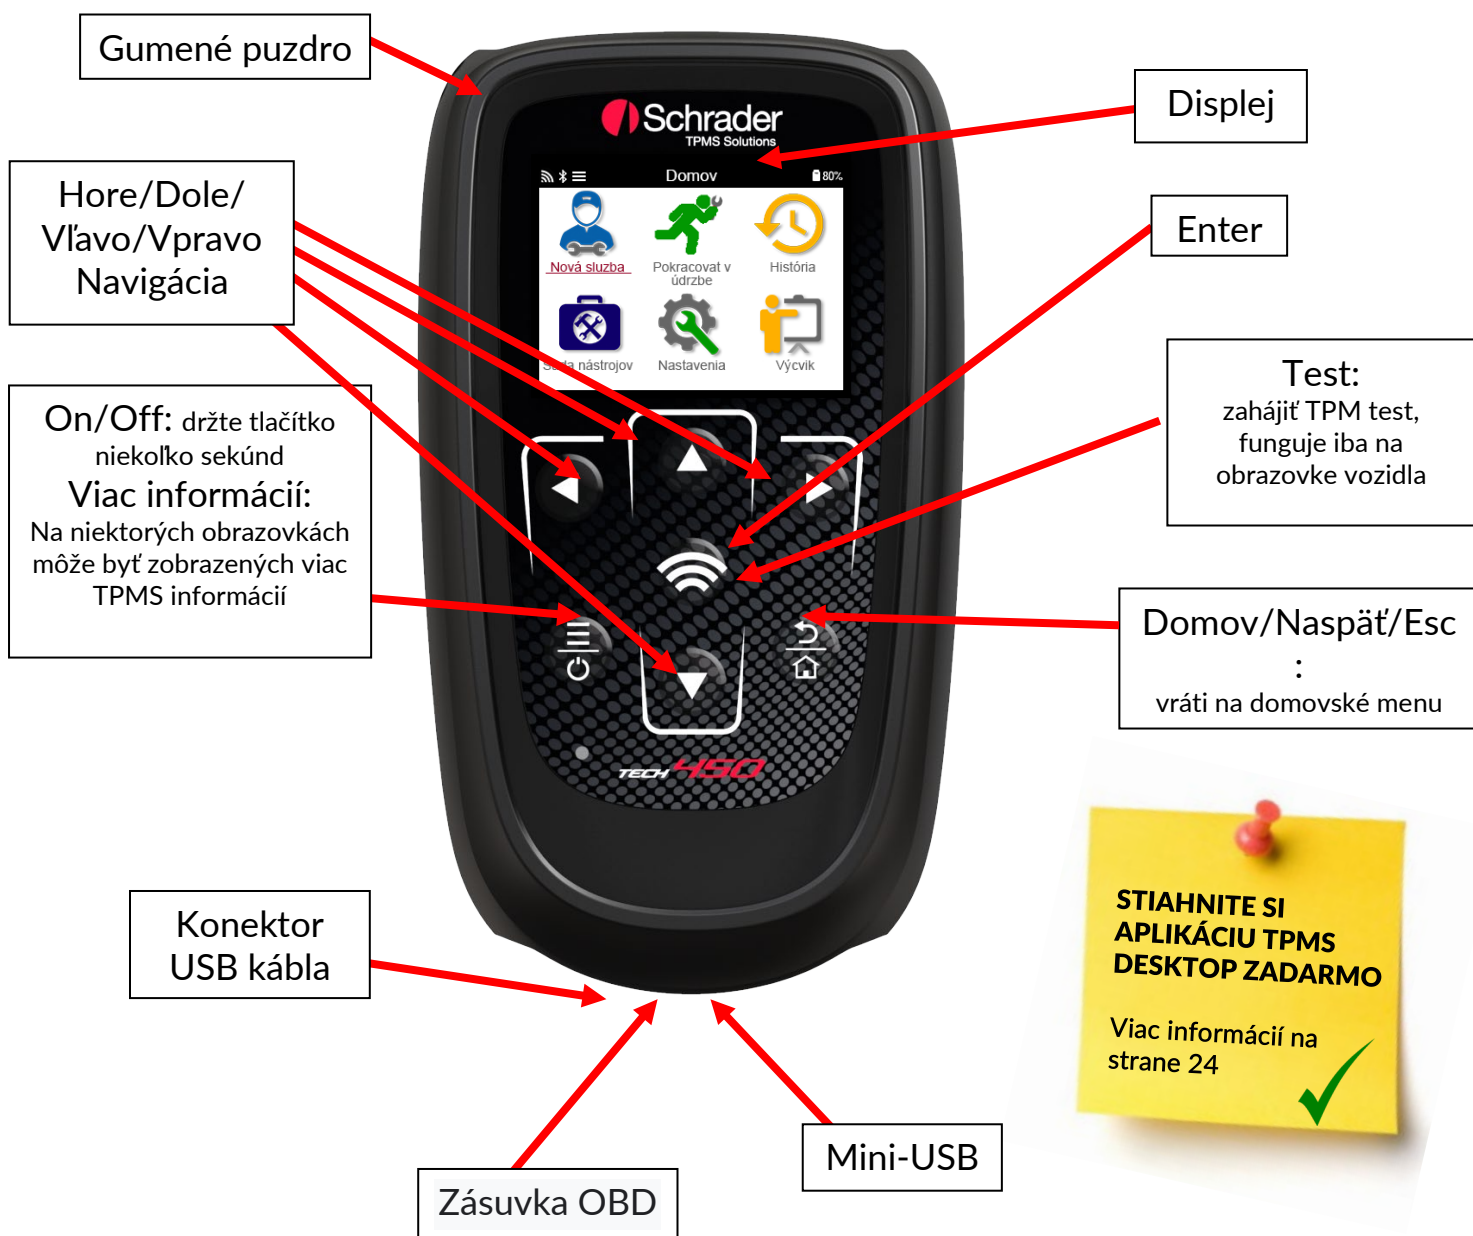 Gumené puzdro
Displej
Schrader
TPMS Solutions
Domov
80%
Hore/Dole/
Vľavo/Vpravo
Navigácia
Enter
Nová sluzba
Pokracovat v
údrzbe
História
Sada nástrojov
Nastavenia
Výcvik
Test:
zahájiť TPM test,
funguje iba na
obrazovke vozidla
On/Off: držte tlačítko
niekoľko sekúnd
Viac informácií:
Na niektorých obrazovkách
môže byť zobrazených viac
TPMS informácií
Domov/Naspäť/Esc
:
vráti na domovské menu
TECH450
STIAHNITE SI
APLIKÁCIU TPMS
DESKTOP ZADARMO
Viac informácií na
strane 24
Konektor
USB kábla
Mini-USB
Zásuvka OBD